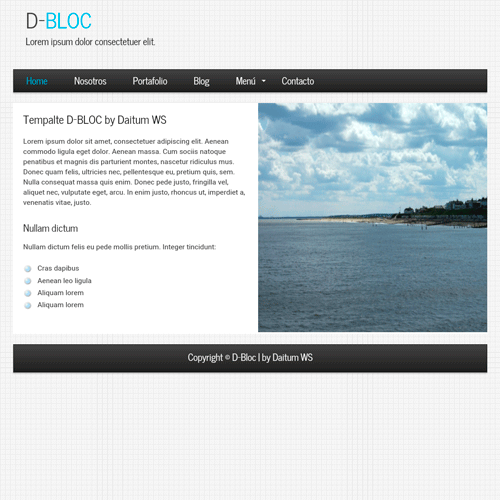 D-BLOC
Lorem ipsum dolor consectetuer elit.
Home Nosotros Portafolio Blog Menú Contacto
Tempalte D-BLOC by Daitum WS
Lorem ipsum dolor sit amet, consectetuer adipiscing elit. Aenean
commodo ligula eget dolor. Aenean massa. Cum sociis natoque
penatibus et magnis dis parturient montes, nascetur ridiculus mus.
Donec quam felis, ultricies nec, pellentesque eu, pretium quis, sem.
Nulla consequat massa quis enim. Donec pede justo, fringilla vel,
aliquet nec, vulputate eget, arcu. In enim justo, rhoncus ut, imperdiet a,
venenatis vitae, justo.
Nullam dictum
Nullam dictum felis eu pede mollis pretium. Integer tincidunt:
Cras dapibus
Aenean leo ligula
Aliquam lorem
Aliquam lorem
Copyright © D-Bloc | by Daitum WS